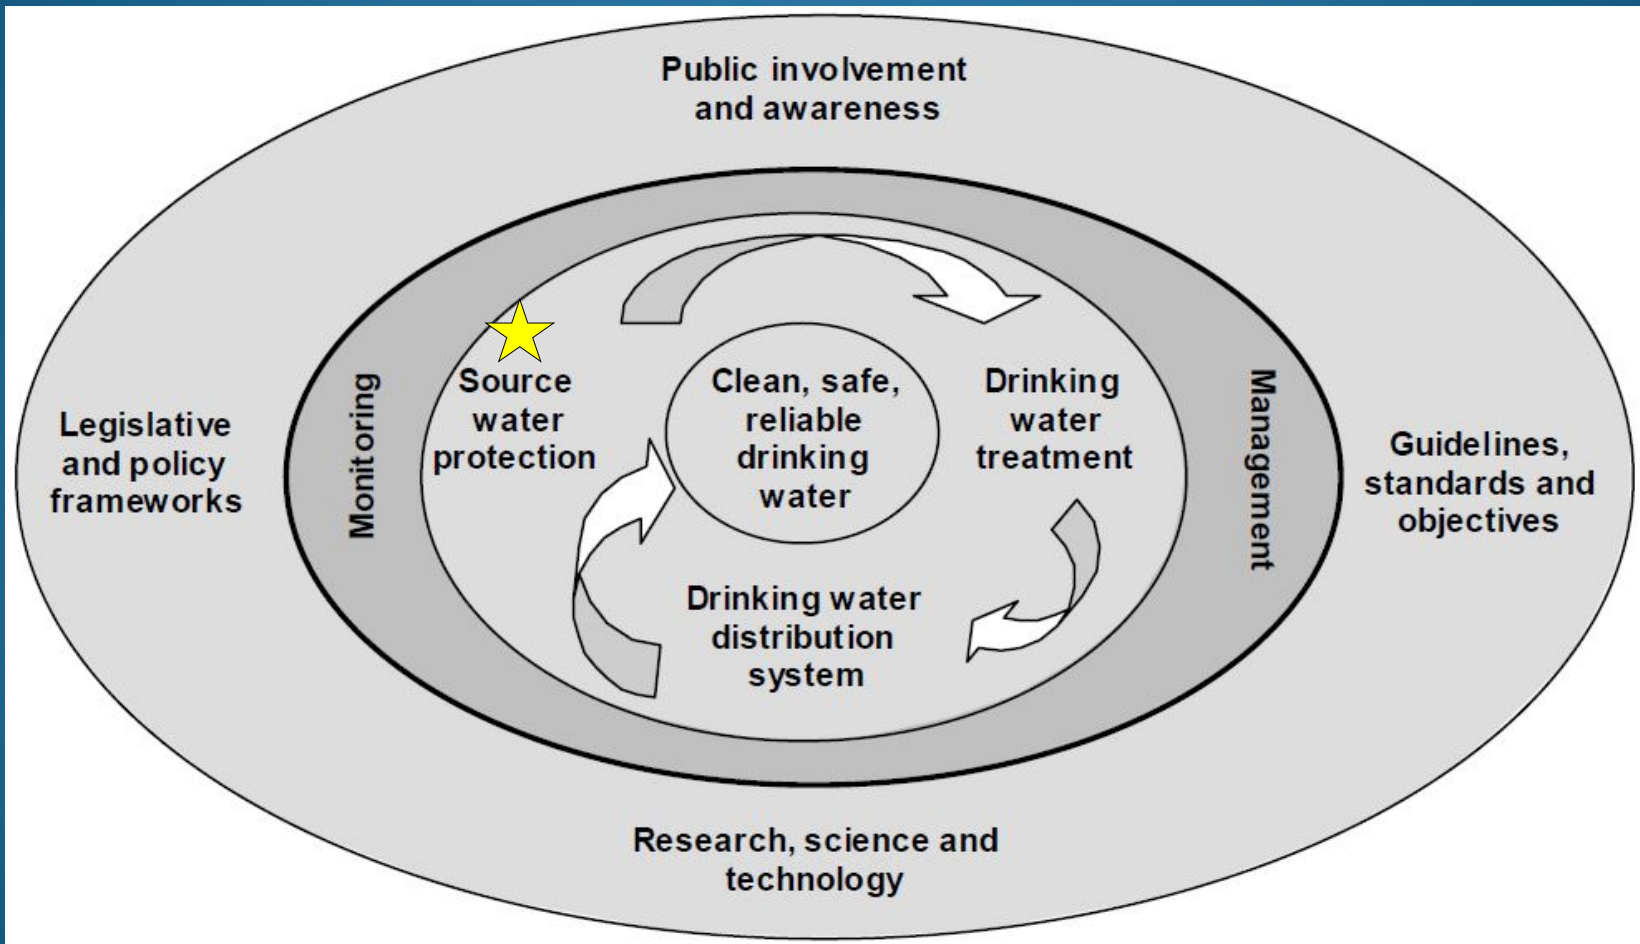 Public involvement
and awareness
Legislative
and policy
frameworks
Monitoring
Source
water
protection
Clean, safe,
reliable
drinking
water
Drinking
water
treatment
Management
Guidelines,
standards and
objectives
Drinking water
distribution
system
Research, science and
technology